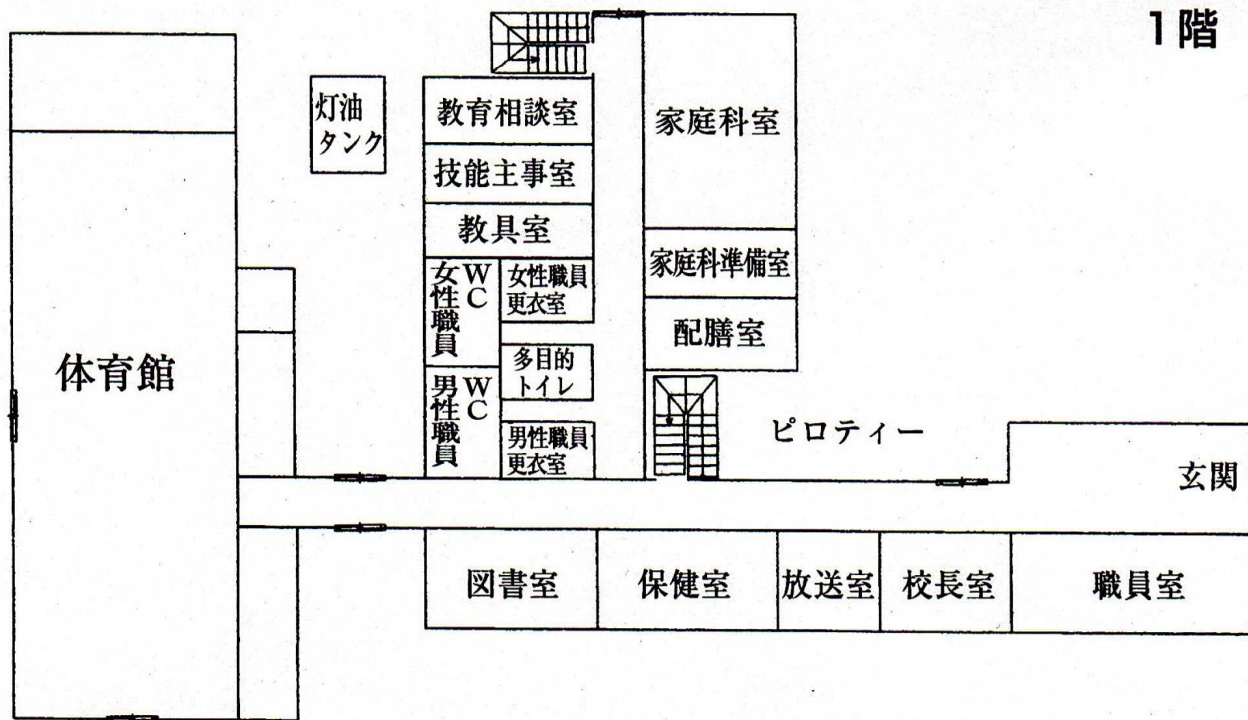 1階
灯油
タンク
教育相談室
技能主事室
教具室
家庭科室
女性職員
WC
女性職員
更衣室
家庭科準備室
配膳室
多目的
トイレ
体育館
男性職員
WC
男性職員
更衣室
ピロティー
玄関
図書室
保健室
放送室
校長室
職員室